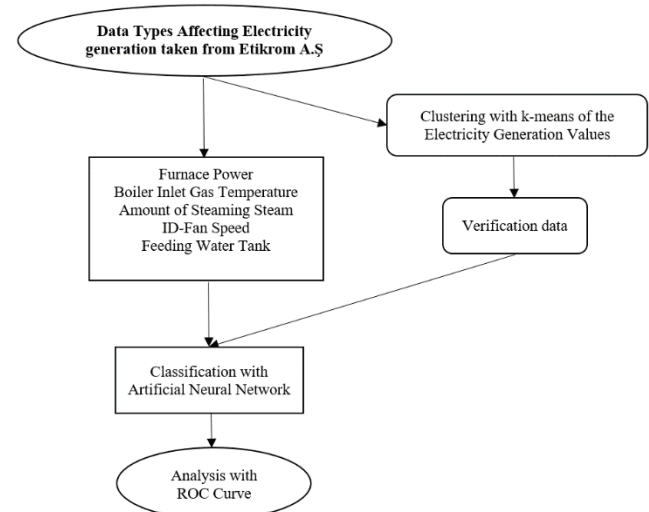 Data Types Affecting Electricity
generation taken from Etikrom A.Ş
Clustering with k-means of the
Electricity Generation Values
Furnace Power
Boiler Inlet Gas Temperature
Amount of Steaming Steam
ID-Fan Speed
Feeding Water Tank
Verification data
Classification with
Artificial Neural Network
Analysis with
ROC Curve